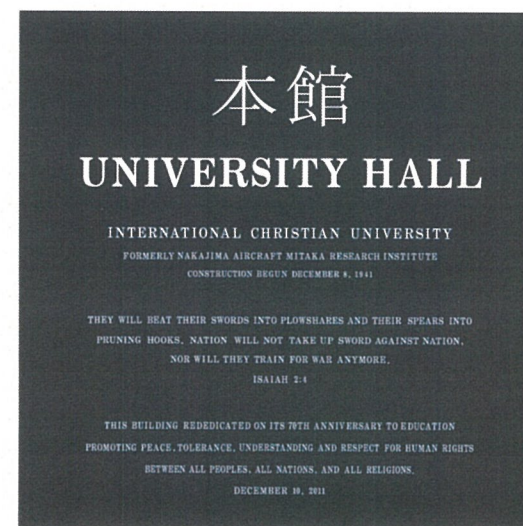 本館
UNIVERSITY HALL
INTERNATIONAL CHRISTIAN UNIVERSITY
FORMERLY NAKAJIMA AIRCRAFT MITAKA RESEARCH INSTITUTE
CONSTRUCTION BEGUN DECEMBER 8, 1941
THEY WILL BEAT THEIR SWORDS INTO PLOWSHARES AND THEIR SPEARS INTO
PRUNING HOOKS. NATION WILL NOT TAKE UP SWORD AGAINST NATION,
NOR WILL THEY TRAIN FOR WAR ANYMORE.
ISAIAH 2:4
THIS BUILDING REDEDICATED ON ITS 70TH ANNIVERSARY TO EDUCATION
PROMOTING PEACE, TOLERANCE, UNDERSTANDING AND RESPECT FOR HUMAN RIGHTS
BETWEEN ALL PEOPLES, ALL NATIONS, AND ALL RELIGIONS.
DECEMBER 10, 2011